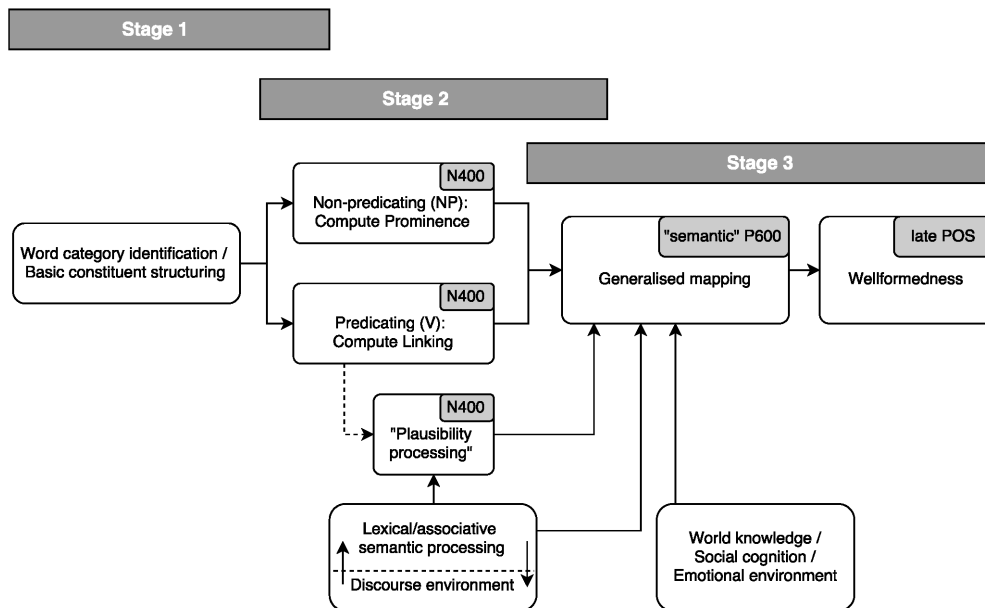 Stage 1
Stage 2
Stage 3
N400
Non-predicating (NP):
Compute Prominence
Word category identification /
Basic constituent structuring
"semantic" P600
Generalised mapping
late POS
Wellformedness
N400
Predicating (V):
Compute Linking
N400
"Plausibility
processing"
Lexical/associative
semantic processing
Discourse environment
World knowledge /
Social cognition /
Emotional environment